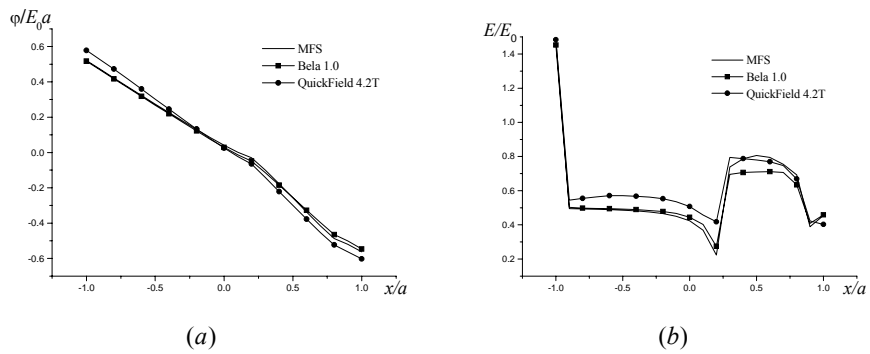 φ/E₀a
0.6
0.4
0.2
0.0
-0.2
-0.4
-0.6
-1.0 -0.5 0.0 0.5 1.0 x/a
MFS
Bela 1.0
QuickField 4.2T
(a)
E/E₀
1.4
1.2
1.0
0.8
0.6
0.4
0.2
-1.0 -0.5 0.0 0.5 1.0 x/a
MFS
Bela 1.0
QuickField 4.2T
(b)